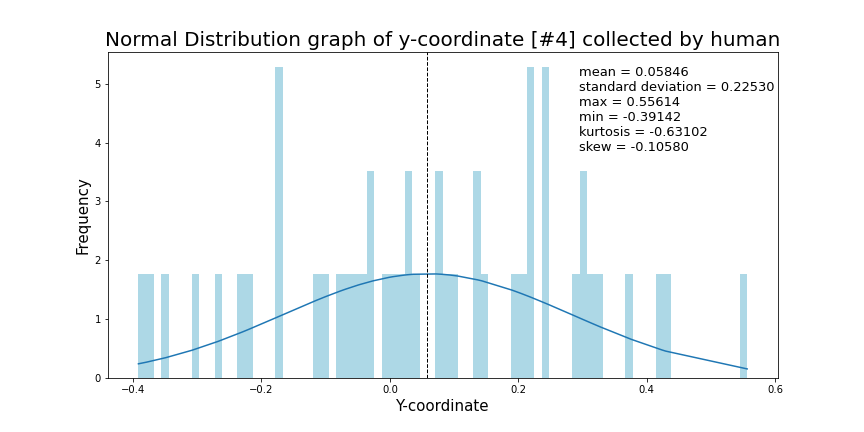 Normal Distribution graph of y-coordinate [#4] collected by human
mean = 0.05846
standard deviation = 0.22530
max = 0.55614
min = -0.39142
kurtosis = -0.63102
skew = -0.10580
5
4
3
2
1
0
Frequency
−0.4
−0.2
0.0
0.2
0.4
0.6
Y-coordinate